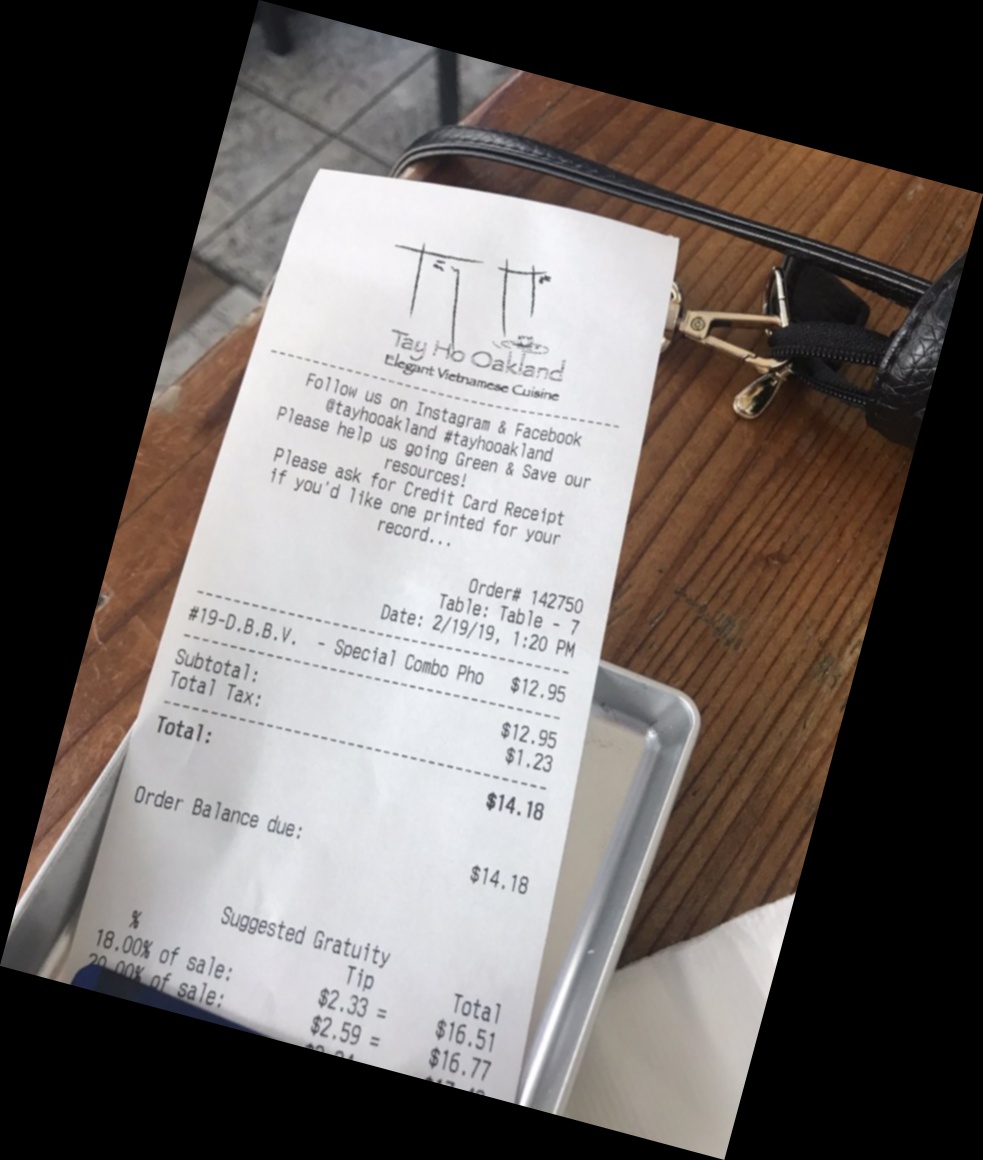 Tay Ho
Tay Ho Oakland
Elegant Vietnamese Cuisine
Follow us on Instagram & Facebook
@tayhooakland #tayhooakland
Please help us going Green & Save our
resources!
Please ask for Credit Card Receipt
if you'd like one printed for your
record...
Order# 142750
Table: Table - 7
Date: 2/19/19, 1:20 PM
#19-D.B.B.V. - Special Combo Pho $12.95
Subtotal: $12.95
Total Tax: $1.23
Total: $14.18
Order Balance due: $14.18
Suggested Gratuity
% Tip Total
18.00% of sale: $2.33 = $16.51
20.00% of sale: $2.59 = $16.77